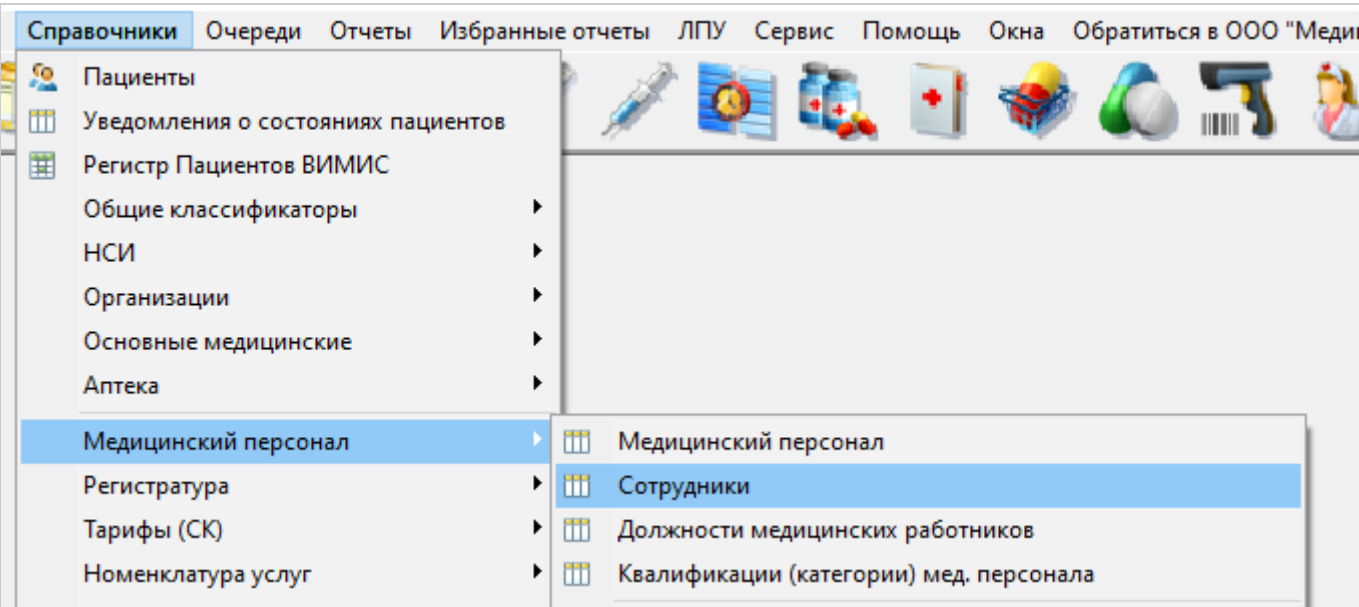 Справочники Очереди Отчеты Избранные отчеты ЛПУ Сервис Помощь Окна Обратиться в ООО "Меди
Пациенты
Уведомления о состояниях пациентов
Регистр Пациентов ВИМИС
Общие классификаторы
НСИ
Организации
Основные медицинские
Аптека
Медицинский персонал
Регистратура
Тарифы (СК)
Номенклатура услуг
Медицинский персонал
Сотрудники
Должности медицинских работников
Квалификации (категории) мед. персонала